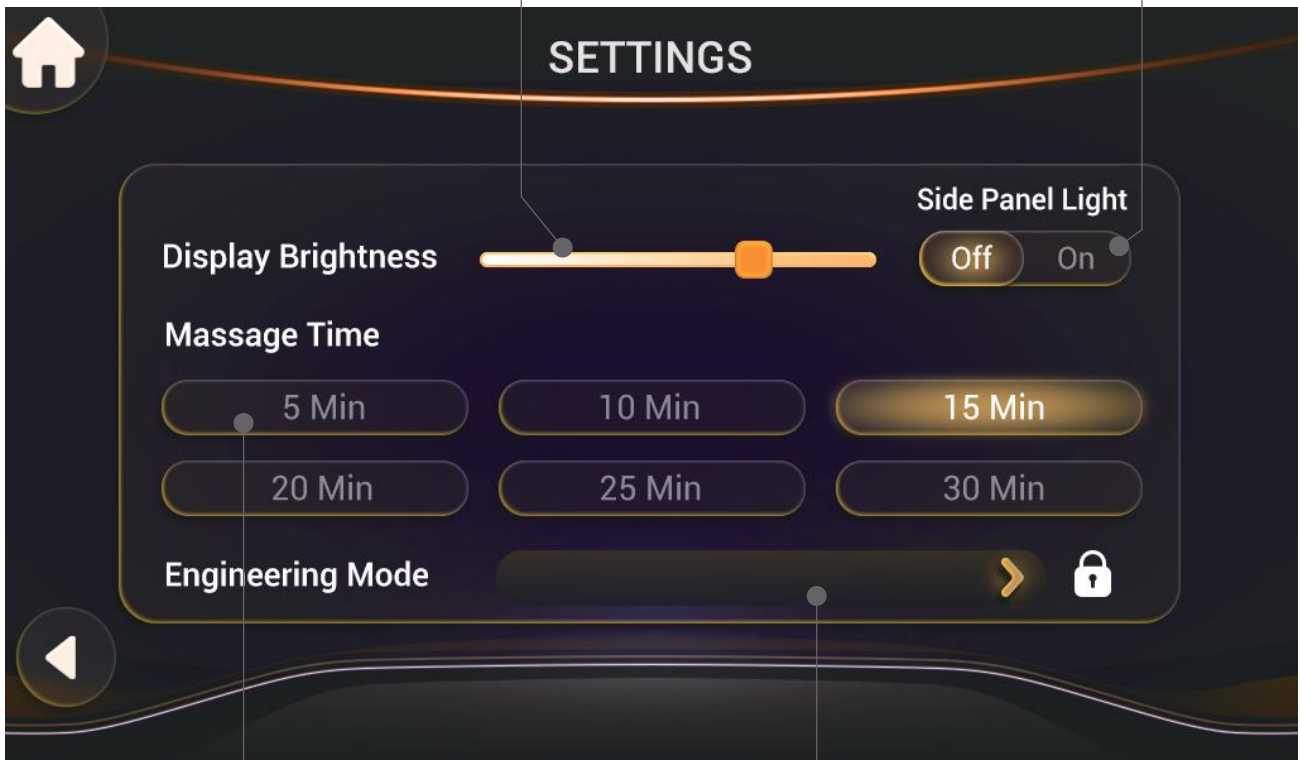 SETTINGS
Side Panel Light
Display Brightness
Off On
Massage Time
5 Min 10 Min 15 Min
20 Min 25 Min 30 Min
Engineering Mode